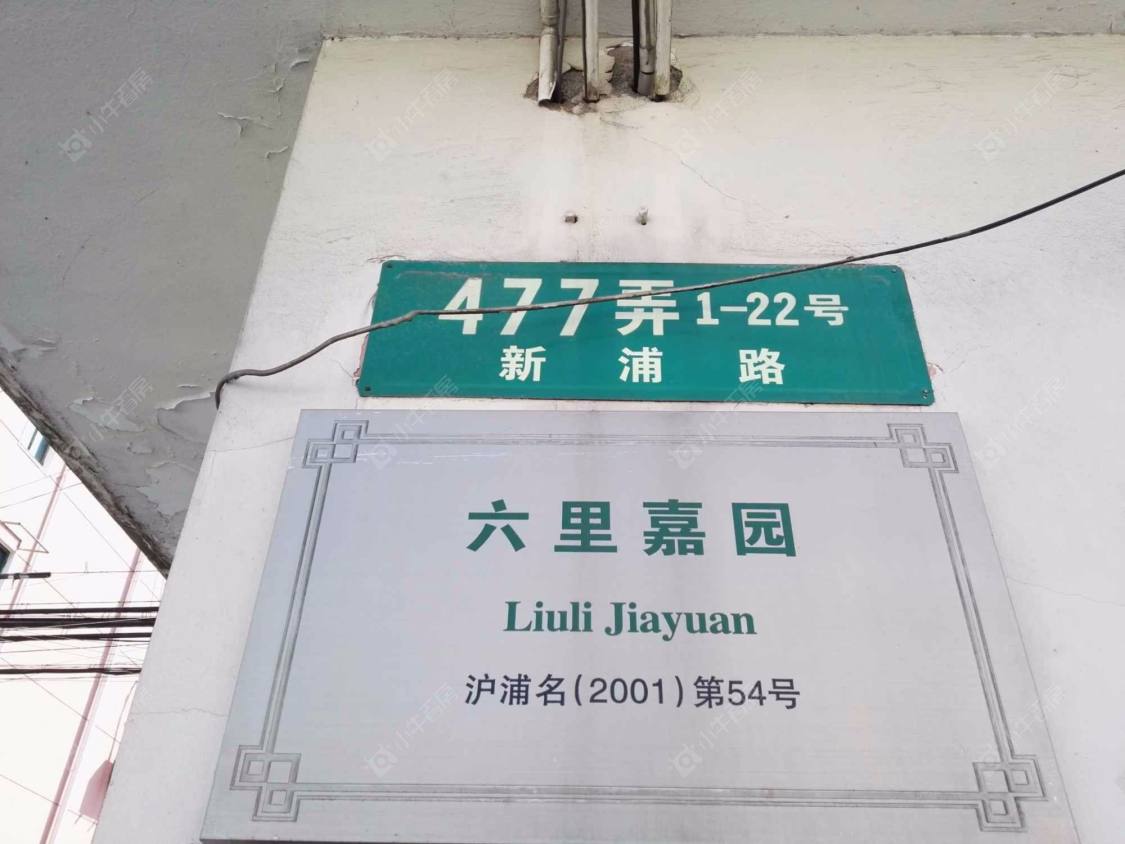 477弄 1-22号
新浦路
六里嘉园
Liuli Jiayuan
沪浦名(2001)第54号